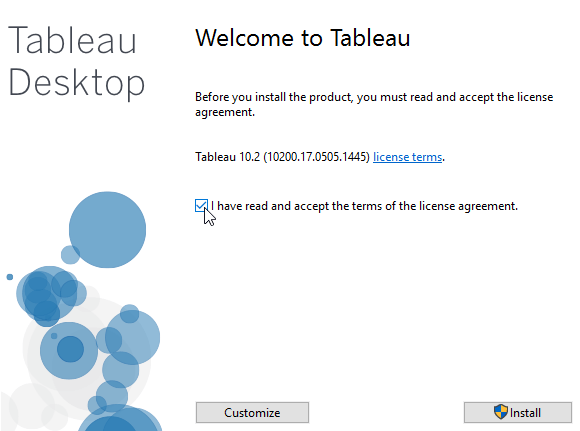 Tableau
Desktop
Welcome to Tableau
Before you install the product, you must read and accept the license
agreement.
Tableau 10.2 (10200.17.0505.1445) license terms.
I have read and accept the terms of the license agreement.
Customize
Install